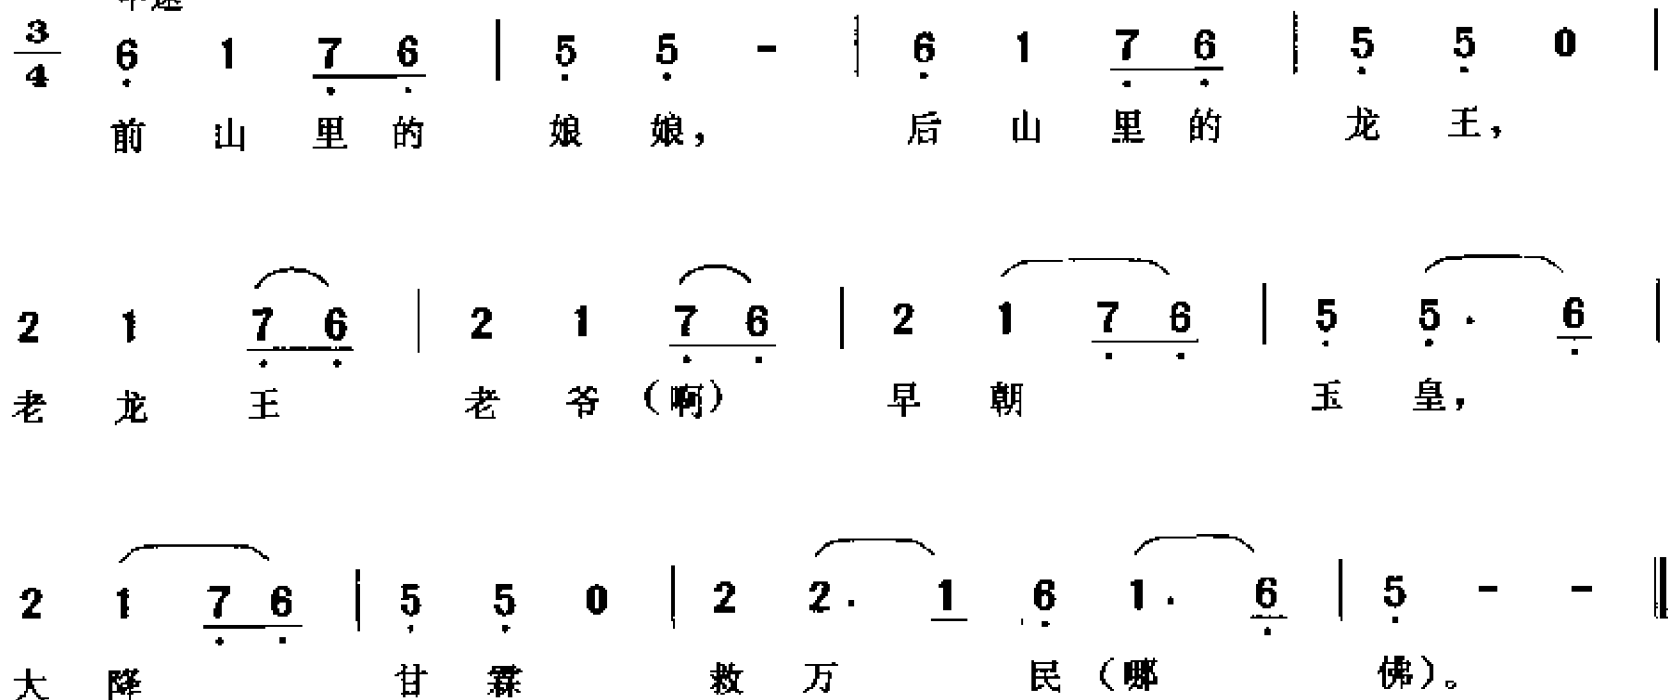 中速
3/4 6̣ 1 7̣ 6̣ | 5̣ 5̣ - | 6̣ 1 7̣ 6̣ | 5̣ 5̣ 0 |
前 山 里 的 娘 娘， 后 山 里 的 龙 王，
2 1 7̣ 6̣ | 2 1 7̣ 6̣ | 2 1 7̣ 6̣ | 5̣ 5̣ · 6̣ |
老 龙 王 老 爷 （啊） 早 朝 玉 皇，
2 1 7̣ 6̣ | 5̣ 5̣ 0 | 2 2 · 1 6̣ 1 · 6̣ | 5̣ - - ‖
大 降 甘 霖 救 万 民 （哪 佛）。